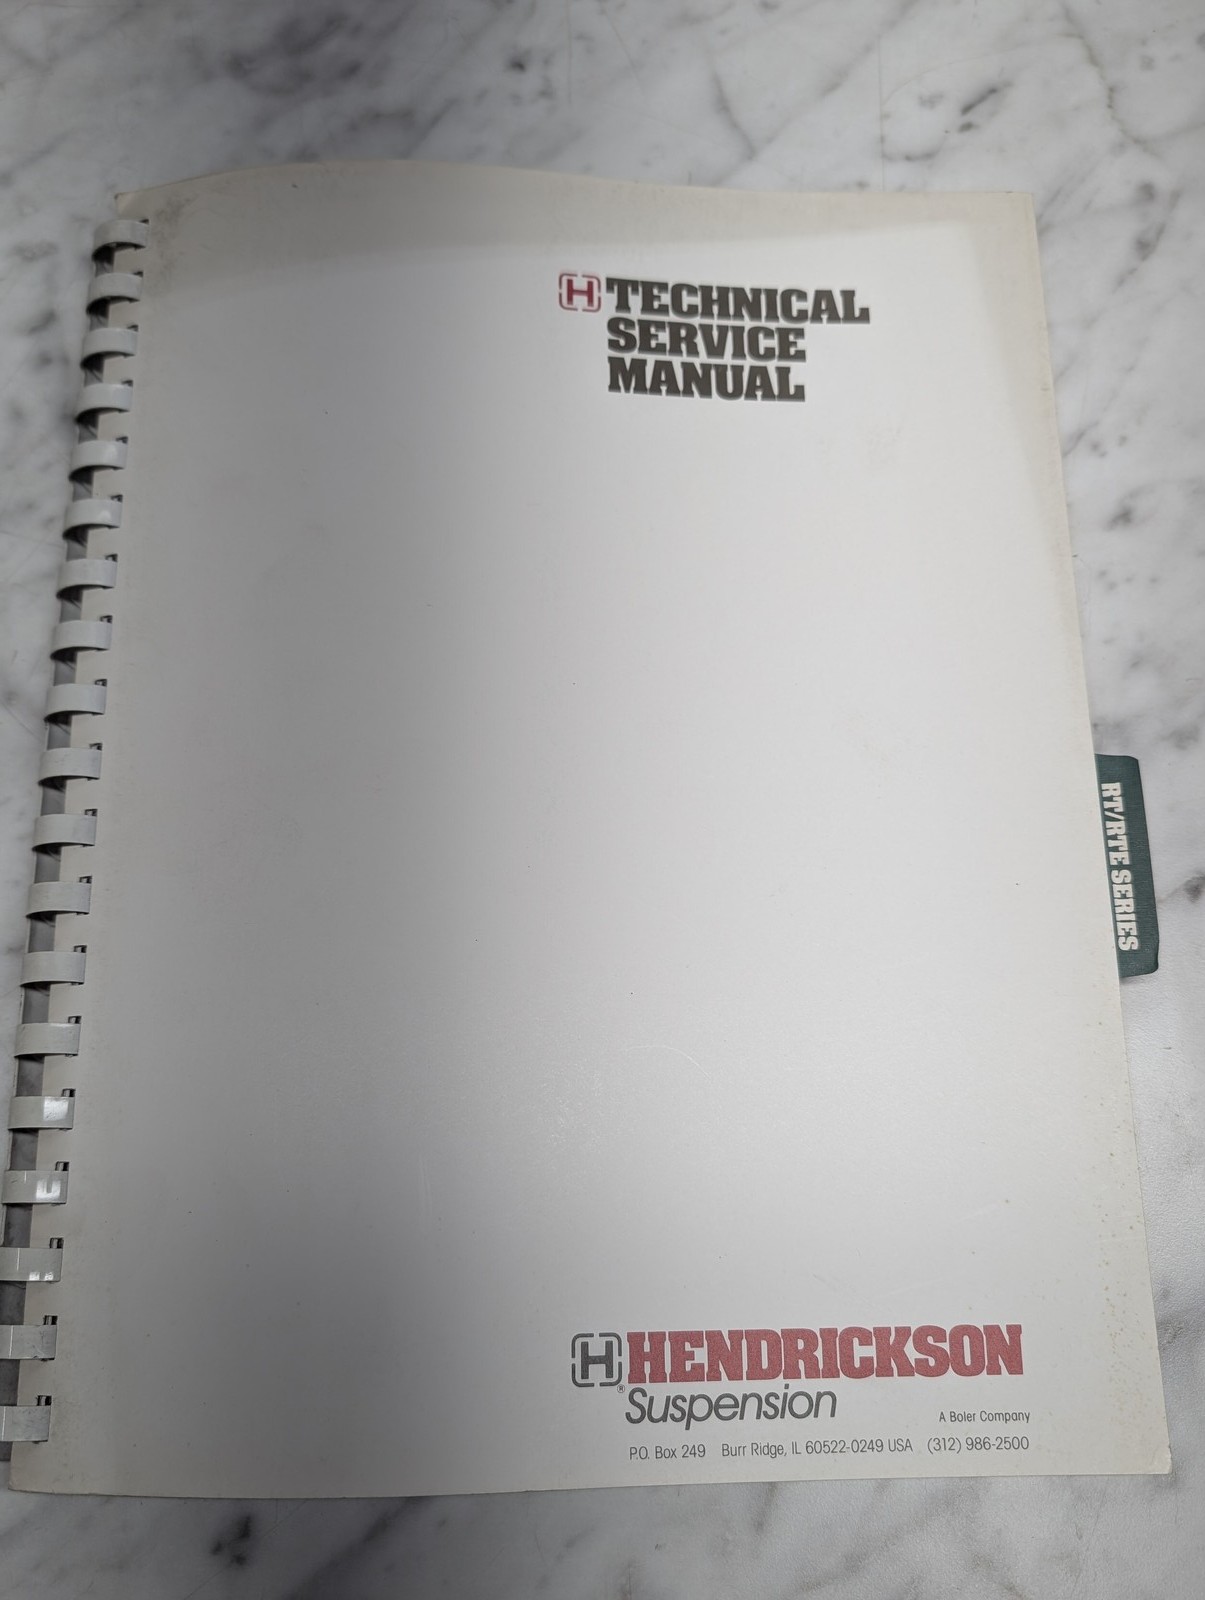 H TECHNICAL
SERVICE
MANUAL
RT/RTE SERIES
H HENDRICKSON
® Suspension
A Boler Company
P.O. Box 249 Burr Ridge, IL 60522-0249 USA (312) 986-2500